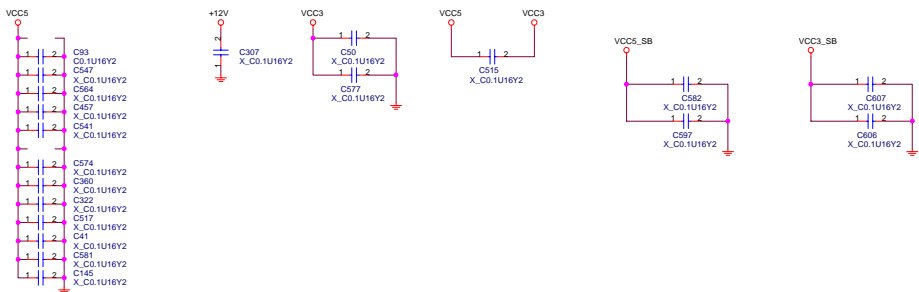 VCC5
1 2 C93
C0.1U16Y2
1 2 C547
X_C0.1U16Y2
1 2 C564
X_C0.1U16Y2
1 2 C457
X_C0.1U16Y2
1 2 C541
X_C0.1U16Y2
1 2 C574
X_C0.1U16Y2
1 2 C360
X_C0.1U16Y2
1 2 C322
X_C0.1U16Y2
1 2 C517
X_C0.1U16Y2
1 2 C41
X_C0.1U16Y2
1 2 C581
X_C0.1U16Y2
1 2 C145
X_C0.1U16Y2
+12V
2
C307
X_C0.1U16Y2
1
VCC3
1 2
C50
X_C0.1U16Y2
1 2
C577
X_C0.1U16Y2
VCC5 VCC3
1 2
C515
X_C0.1U16Y2
VCC5_SB
1 2
C582
X_C0.1U16Y2
1 2
C597
X_C0.1U16Y2
VCC3_SB
1 2
C607
X_C0.1U16Y2
1 2
C606
X_C0.1U16Y2